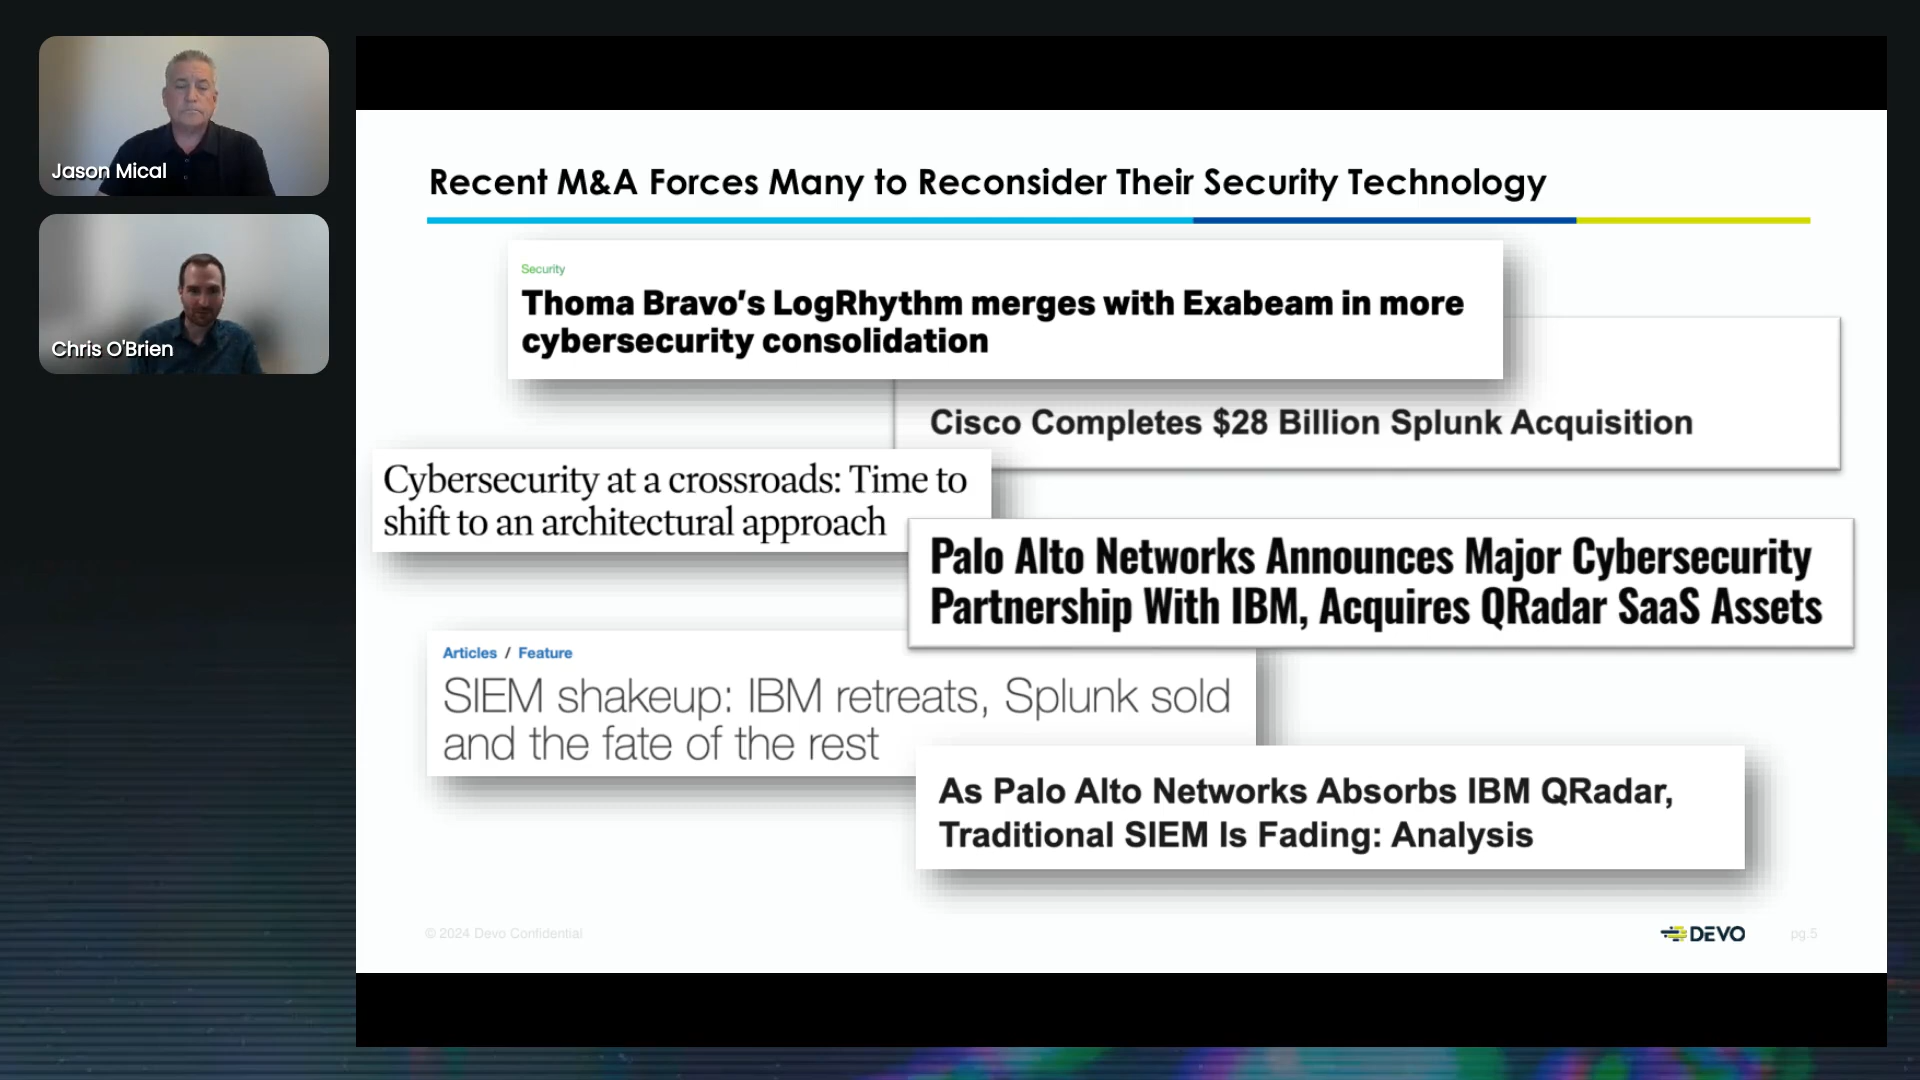 Jason Mical
Chris O'Brien
Recent M&A Forces Many to Reconsider Their Security Technology
Security
Thoma Bravo's LogRhythm merges with Exabeam in more
cybersecurity consolidation
Cisco Completes $28 Billion Splunk Acquisition
Cybersecurity at a crossroads: Time to
shift to an architectural approach
Palo Alto Networks Announces Major Cybersecurity
Partnership With IBM, Acquires QRadar SaaS Assets
Articles / Feature
SIEM shakeup: IBM retreats, Splunk sold
and the fate of the rest
As Palo Alto Networks Absorbs IBM QRadar,
Traditional SIEM Is Fading: Analysis
© 2024 Devo Confidential
DEVO
pg.5